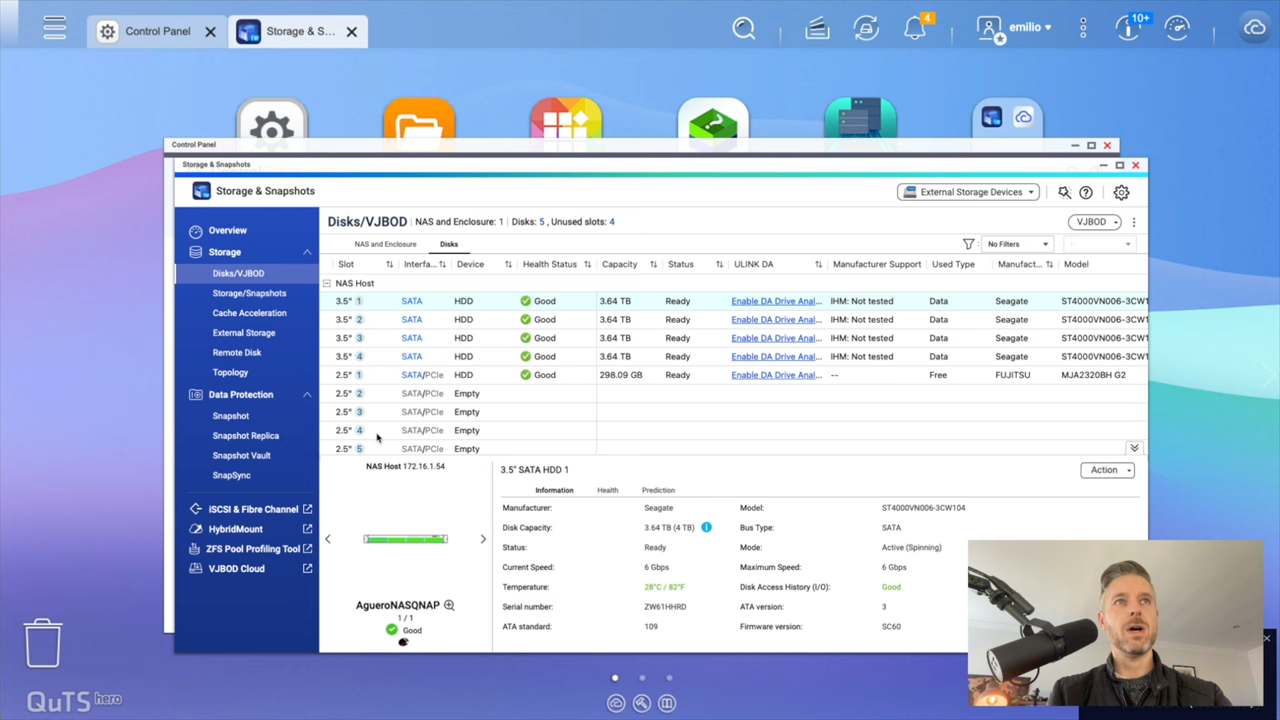 Control Panel
Storage & S...
4
emilio
10+
Control Panel
Storage & Snapshots
Storage & Snapshots
External Storage Devices
Overview
Storage
Disks/VJBOD
Storage/Snapshots
Cache Acceleration
External Storage
Remote Disk
Topology
Data Protection
Snapshot
Snapshot Replica
Snapshot Vault
SnapSync
iSCSI & Fibre Channel
HybridMount
ZFS Pool Profiling Tool
VJBOD Cloud
Disks/VJBOD NAS and Enclosure: 1 Disks: 5 , Unused slots: 4
VJBOD
NAS and Enclosure Disks
No Filters -
Slot Interfa... Device Health Status Capacity Status ULINK DA Manufacturer Support Used Type Manufact... Model
NAS Host
3.5" 1 SATA HDD Good 3.64 TB Ready Enable DA Drive Anal... IHM: Not tested Data Seagate ST4000VN006-3CW1
3.5" 2 SATA HDD Good 3.64 TB Ready Enable DA Drive Anal... IHM: Not tested Data Seagate ST4000VN006-3CW1
3.5" 3 SATA HDD Good 3.64 TB Ready Enable DA Drive Anal... IHM: Not tested Data Seagate ST4000VN006-3CW1
3.5" 4 SATA HDD Good 3.64 TB Ready Enable DA Drive Anal... IHM: Not tested Data Seagate ST4000VN006-3CW1
2.5" 1 SATA/PCIe HDD Good 298.09 GB Ready Enable DA Drive Anal... -- Free FUJITSU MJA2320BH G2
2.5" 2 SATA/PCIe Empty
2.5" 3 SATA/PCIe Empty
2.5" 4 SATA/PCIe Empty
2.5" 5 SATA/PCIe Empty
NAS Host 172.16.1.54
AgueroNASQNAP
1 / 1
Good
3.5" SATA HDD 1
Action
Information Health Prediction
Manufacturer: Seagate Model: ST4000VN006-3CW104
Disk Capacity: 3.64 TB (4 TB) Bus Type: SATA
Status: Ready Mode: Active (Spinning)
Current Speed: 6 Gbps Maximum Speed: 6 Gbps
Temperature: 28°C / 82°F Disk Access History (I/O): Good
Serial number: ZW61HHRD ATA version: 3
ATA standard: 109 Firmware version: SC60
QuTS hero